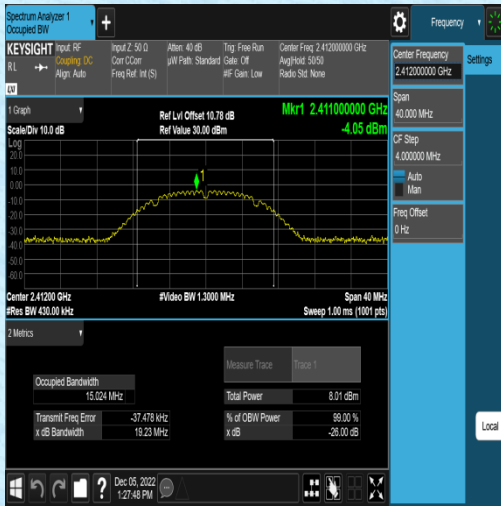 Spectrum Analyzer 1
Occupied BW
+
Frequency
KEYSIGHT
Input: RF
Coupling: DC
Align: Auto
Input Z: 50 Ω
Corr CCorr
Freq Ref: Int (S)
Atten: 40 dB
µW Path: Standard
Trig: Free Run
Gate: Off
#IF Gain: Low
Center Freq: 2.412000000 GHz
Avg|Hold: 50/50
Radio Std: None
RL
LXI
1 Graph
Scale/Div 10.0 dB
Ref Lvl Offset 10.78 dB
Ref Value 30.00 dBm
Mkr1 2.411000000 GHz
-4.05 dBm
Log
20.0
10.0
0.00
-10.0
-20.0
-30.0
-40.0
-50.0
-60.0
1
Center 2.41200 GHz
#Res BW 430.00 kHz
#Video BW 1.3000 MHz
Span 40 MHz
Sweep 1.00 ms (1001 pts)
2 Metrics
Measure Trace
Trace 1
Occupied Bandwidth
15.024 MHz
Total Power
8.01 dBm
Transmit Freq Error
-37.478 kHz
% of OBW Power
99.00 %
x dB Bandwidth
19.23 MHz
x dB
-26.00 dB
Center Frequency
2.412000000 GHz
Settings
Span
40.000 MHz
CF Step
4.000000 MHz
Auto
Man
Freq Offset
0 Hz
Local
?
Dec 05, 2022
1:27:48 PM